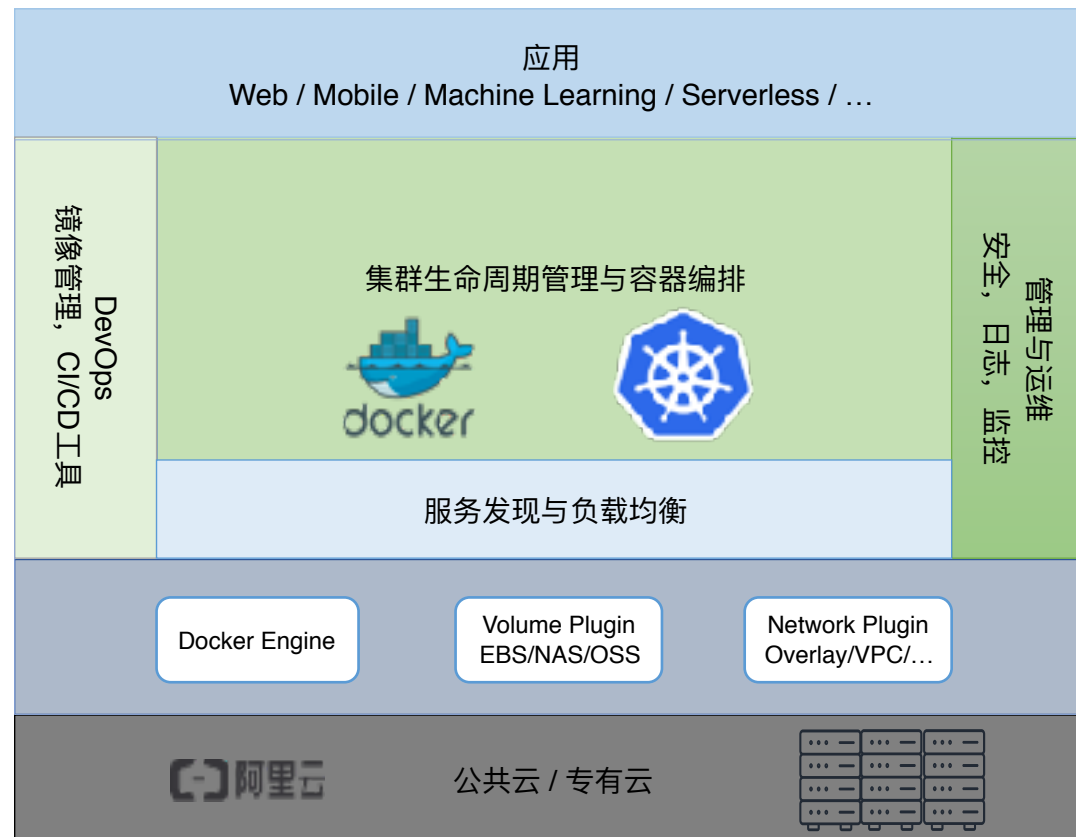 应用
Web / Mobile / Machine Learning / Serverless / …
DevOps
镜像管理，CI/CD工具
集群生命周期管理与容器编排
docker
管理与运维
安全，日志，监控
服务发现与负载均衡
Docker Engine
Volume Plugin
EBS/NAS/OSS
Network Plugin
Overlay/VPC/…
阿里云
公共云 / 专有云